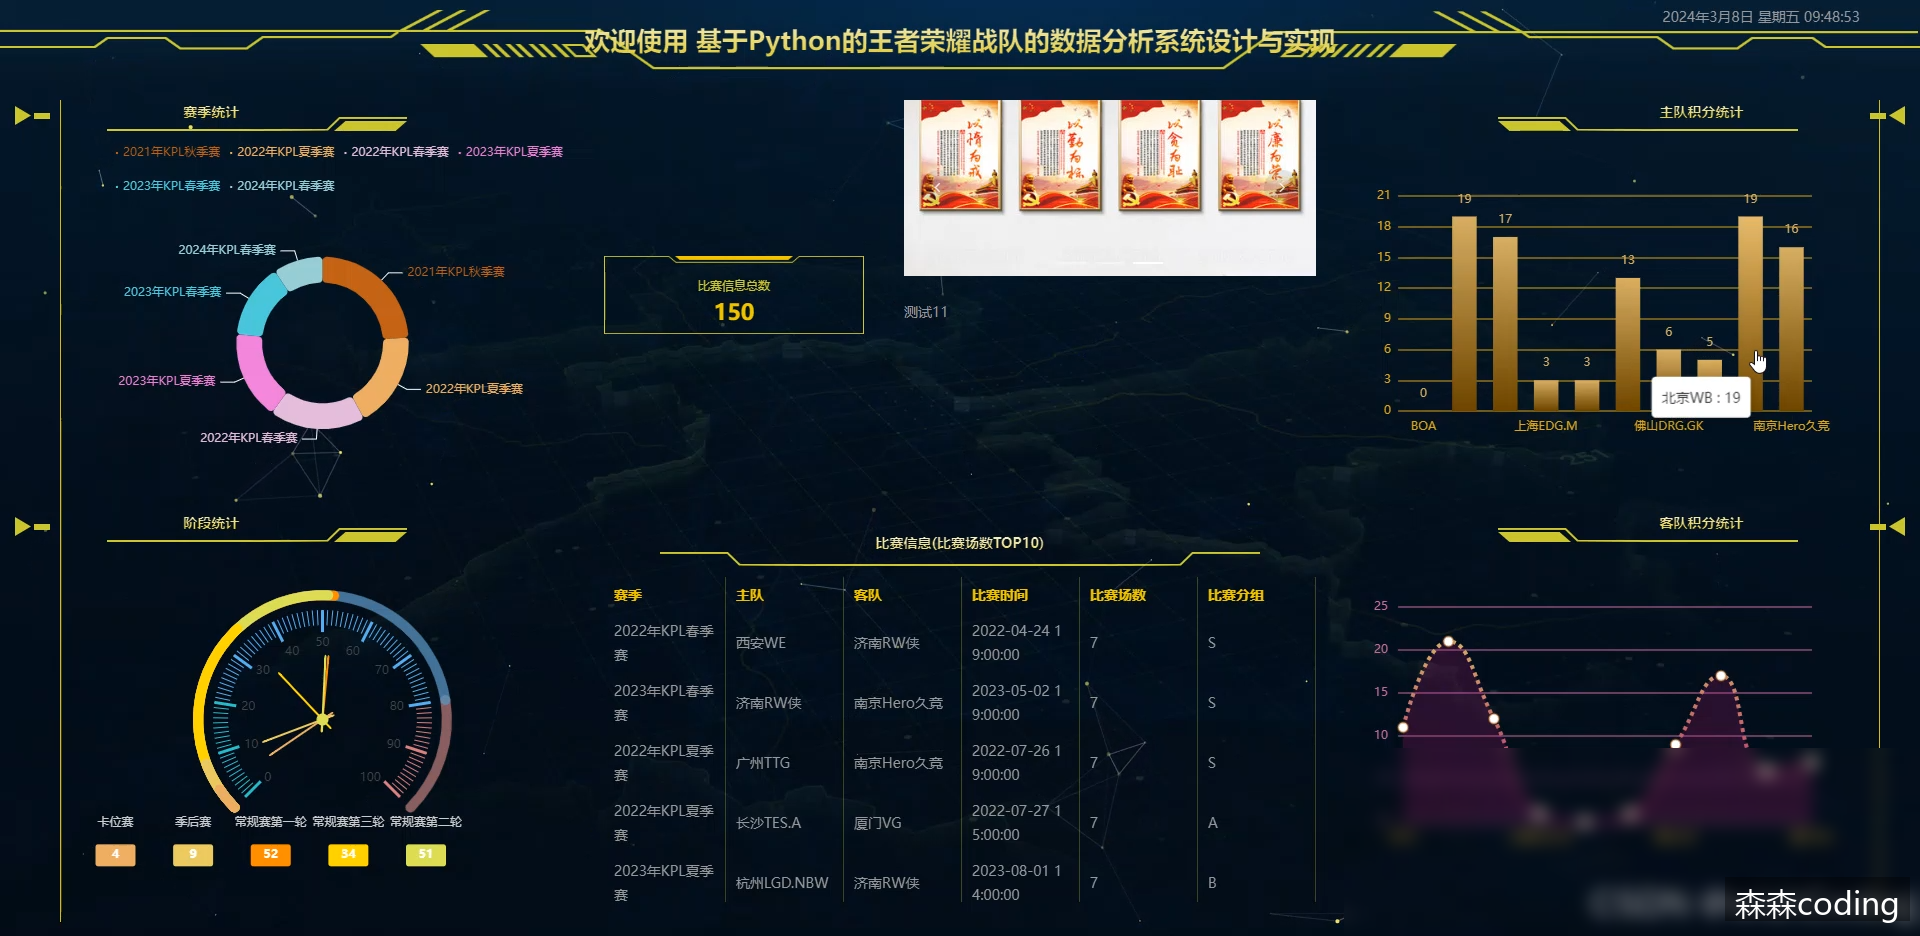 2024年3月8日 星期五 09:48:53
欢迎使用 基于Python的王者荣耀战队的数据分析系统设计与实现
赛季统计
2021年KPL秋季赛 2022年KPL夏季赛 2022年KPL春季赛 2023年KPL夏季赛
2023年KPL春季赛 2024年KPL春季赛
2024年KPL春季赛
2021年KPL秋季赛
2023年KPL春季赛
2023年KPL夏季赛
2022年KPL夏季赛
2022年KPL春季赛
比赛信息总数
150
以惰为戒
以勤为标
以贪为耻
以廉为荣
测试11
主队积分统计
21
18
15
12
9
6
3
0
0 19 17 3 3 13 6 5 19 16
北京WB : 19
BOA 上海EDG.M 佛山DRG.GK 南京Hero久竞
阶段统计
0 10 20 30 40 50 60 70 80 90 100
卡位赛 季后赛 常规赛第一轮 常规赛第三轮 常规赛第二轮
4 9 52 34 51
比赛信息(比赛场数TOP10)
赛季 主队 客队 比赛时间 比赛场数 比赛分组
2022年KPL春季赛 西安WE 济南RW侠 2022-04-24 19:00:00 7 S
2023年KPL春季赛 济南RW侠 南京Hero久竞 2023-05-02 19:00:00 7 S
2022年KPL夏季赛 广州TTG 南京Hero久竞 2022-07-26 19:00:00 7 S
2022年KPL夏季赛 长沙TES.A 厦门VG 2022-07-27 15:00:00 7 A
2023年KPL夏季赛 杭州LGD.NBW 济南RW侠 2023-08-01 14:00:00 7 B
客队积分统计
25
20
15
10
森森coding